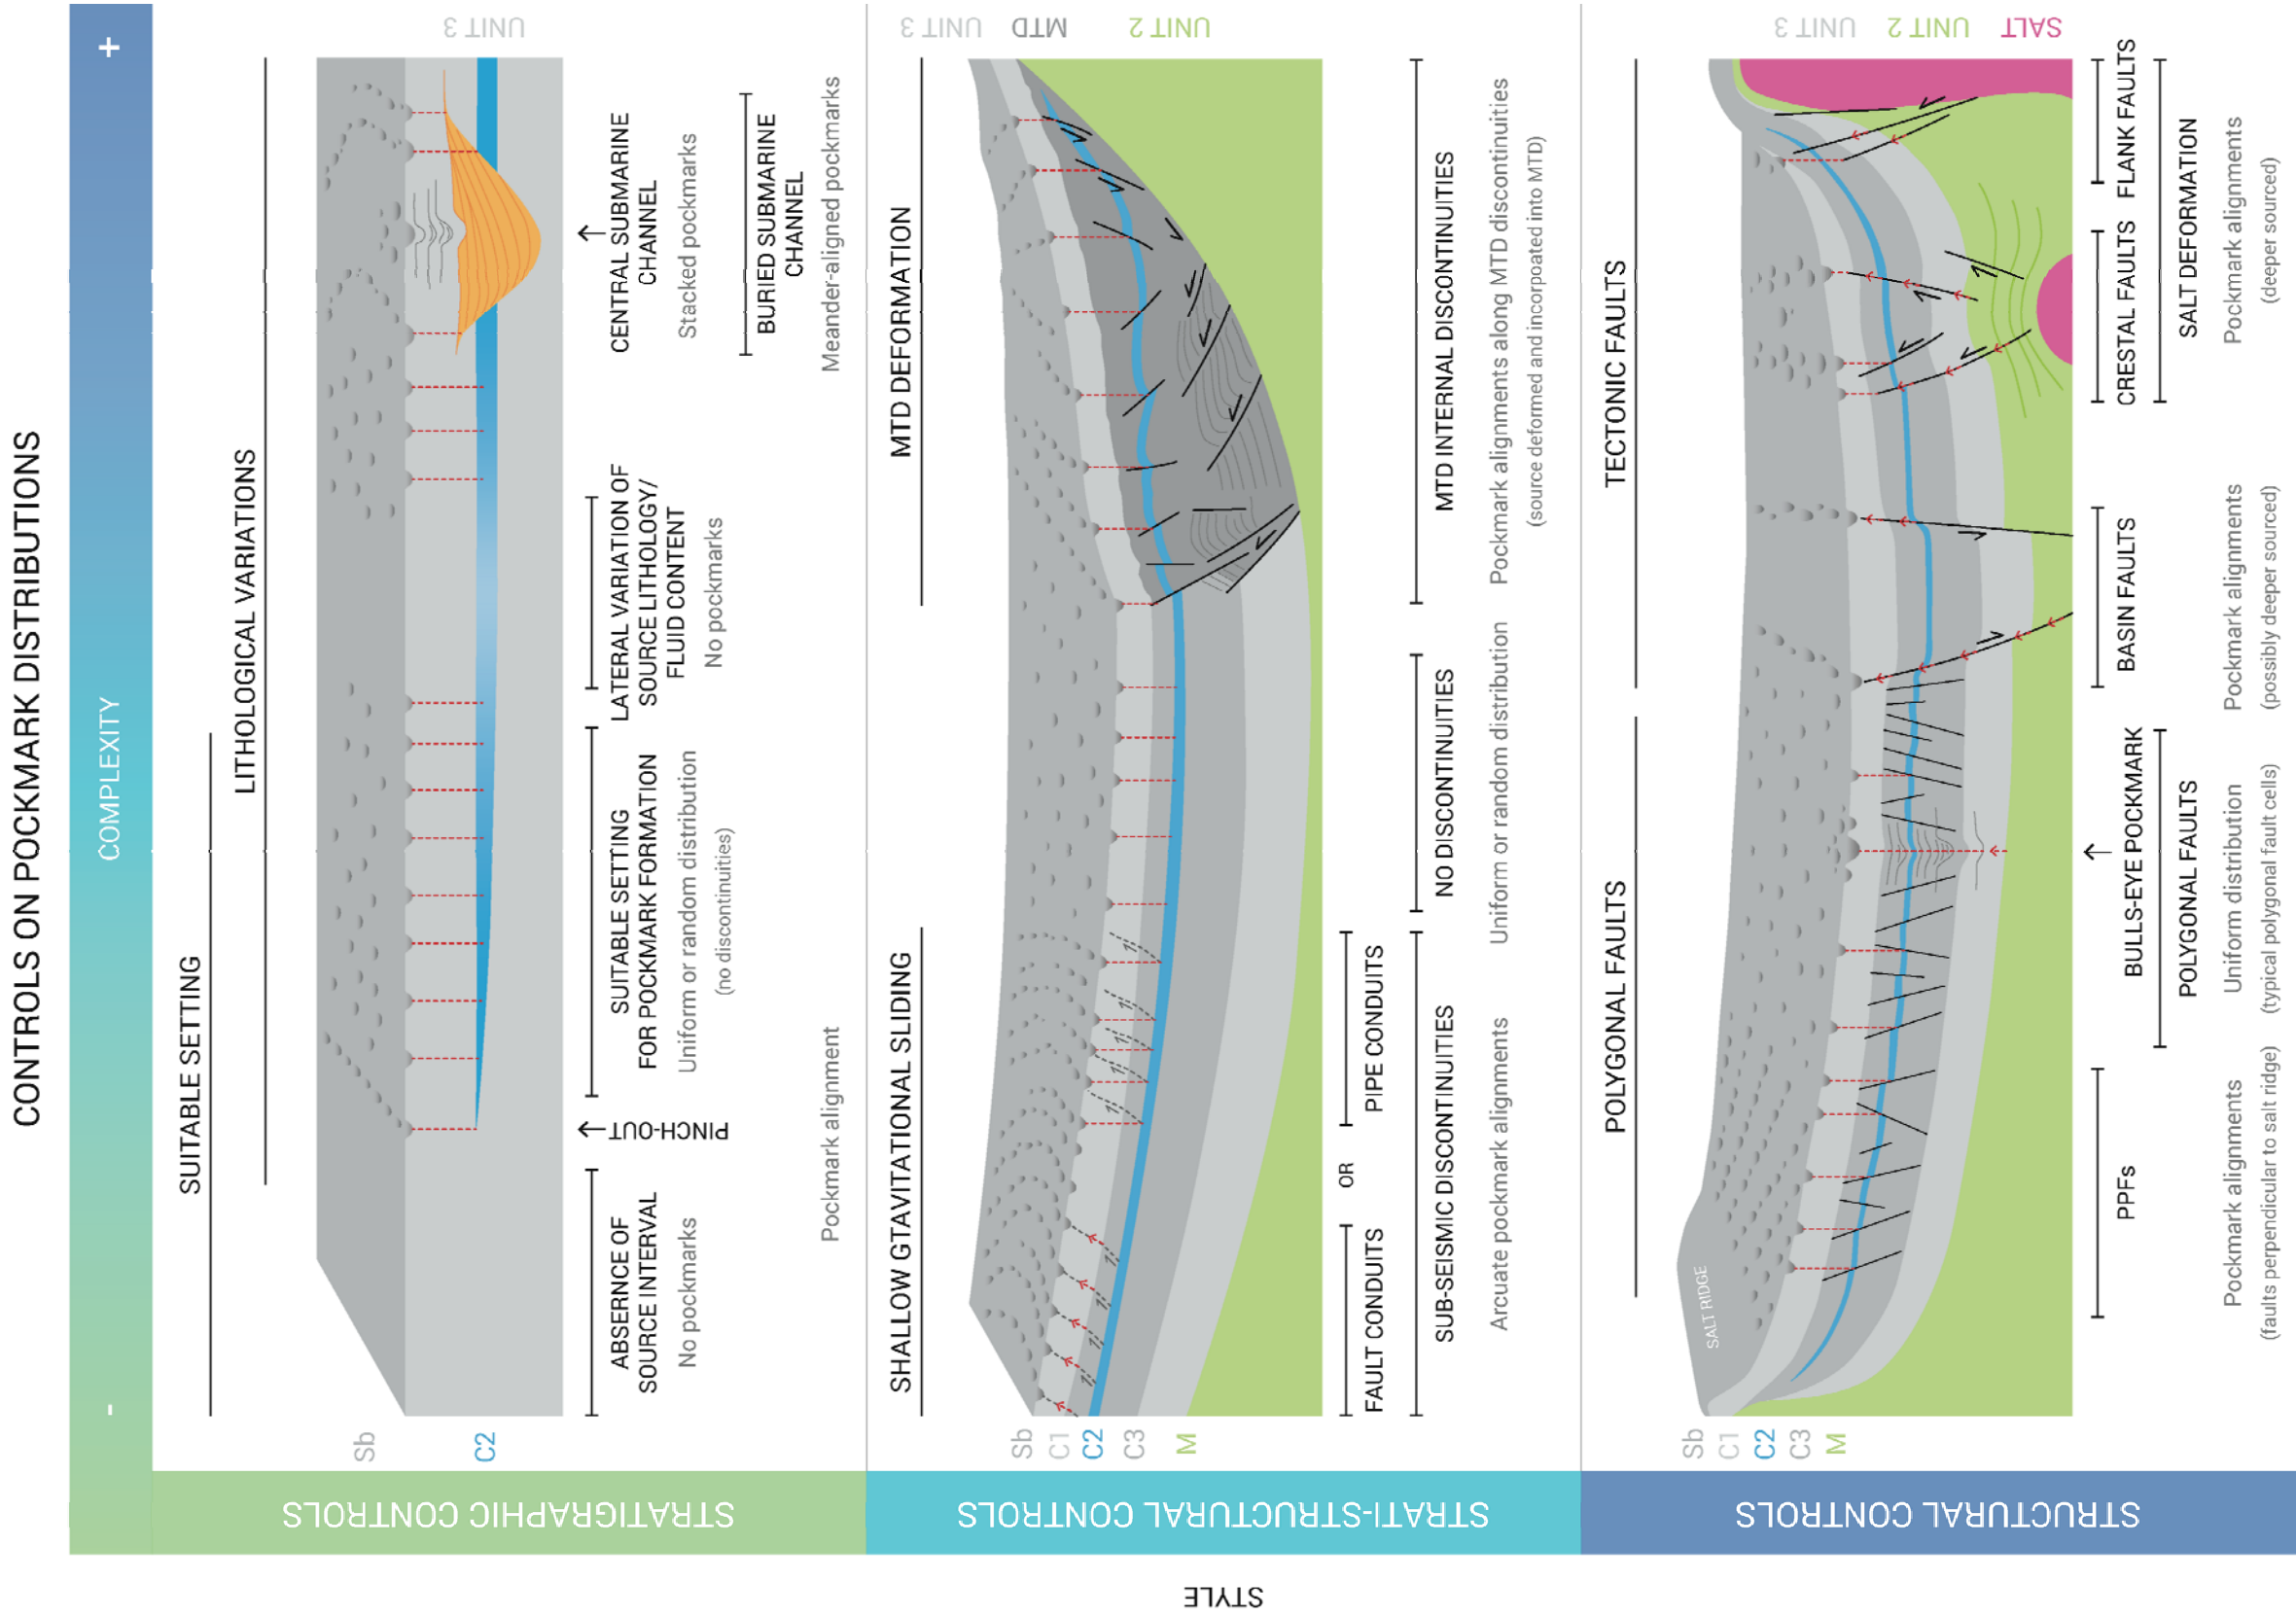 CONTROLS ON POCKMARK DISTRIBUTIONS
- COMPLEXITY +
STYLE
STRATIGRAPHIC CONTROLS
SUITABLE SETTING
LITHOLOGICAL VARIATIONS
Sb
C2
UNIT 3
ABSERNCE OF
SOURCE INTERVAL
No pockmarks
PINCH-OUT
Pockmark alignment
SUITABLE SETTING
FOR POCKMARK FORMATION
Uniform or random distribution
(no discontinuities)
LATERAL VARIATION OF
SOURCE LITHOLOGY/
FLUID CONTENT
No pockmarks
CENTRAL SUBMARINE
CHANNEL
Stacked pockmarks
BURIED SUBMARINE
CHANNEL
Meander-aligned pockmarks
STRATI-STRUCTURAL CONTROLS
SHALLOW GTAVITATIONAL SLIDING
MTD DEFORMATION
Sb
C1
C2
C3
M
UNIT 3
MTD
UNIT 2
FAULT CONDUITS
OR
PIPE CONDUITS
SUB-SEISMIC DISCONTINUITIES
Arcuate pockmark alignments
NO DISCONTINUITIES
Uniform or random distribution
MTD INTERNAL DISCONTINUITIES
Pockmark alignments along MTD discontinuities
(source deformed and incorpoated into MTD)
STRUCTURAL CONTROLS
POLYGONAL FAULTS
TECTONIC FAULTS
SALT RIDGE
Sb
C1
C2
C3
M
UNIT 3
UNIT 2
SALT
PPFs
Pockmark alignments
(faults perpendicular to salt ridge)
BULLS-EYE POCKMARK
POLYGONAL FAULTS
Uniform distribution
(typical polygonal fault cells)
BASIN FAULTS
Pockmark alignments
(possibly deeper sourced)
CRESTAL FAULTS
FLANK FAULTS
SALT DEFORMATION
Pockmark alignments
(deeper sourced)